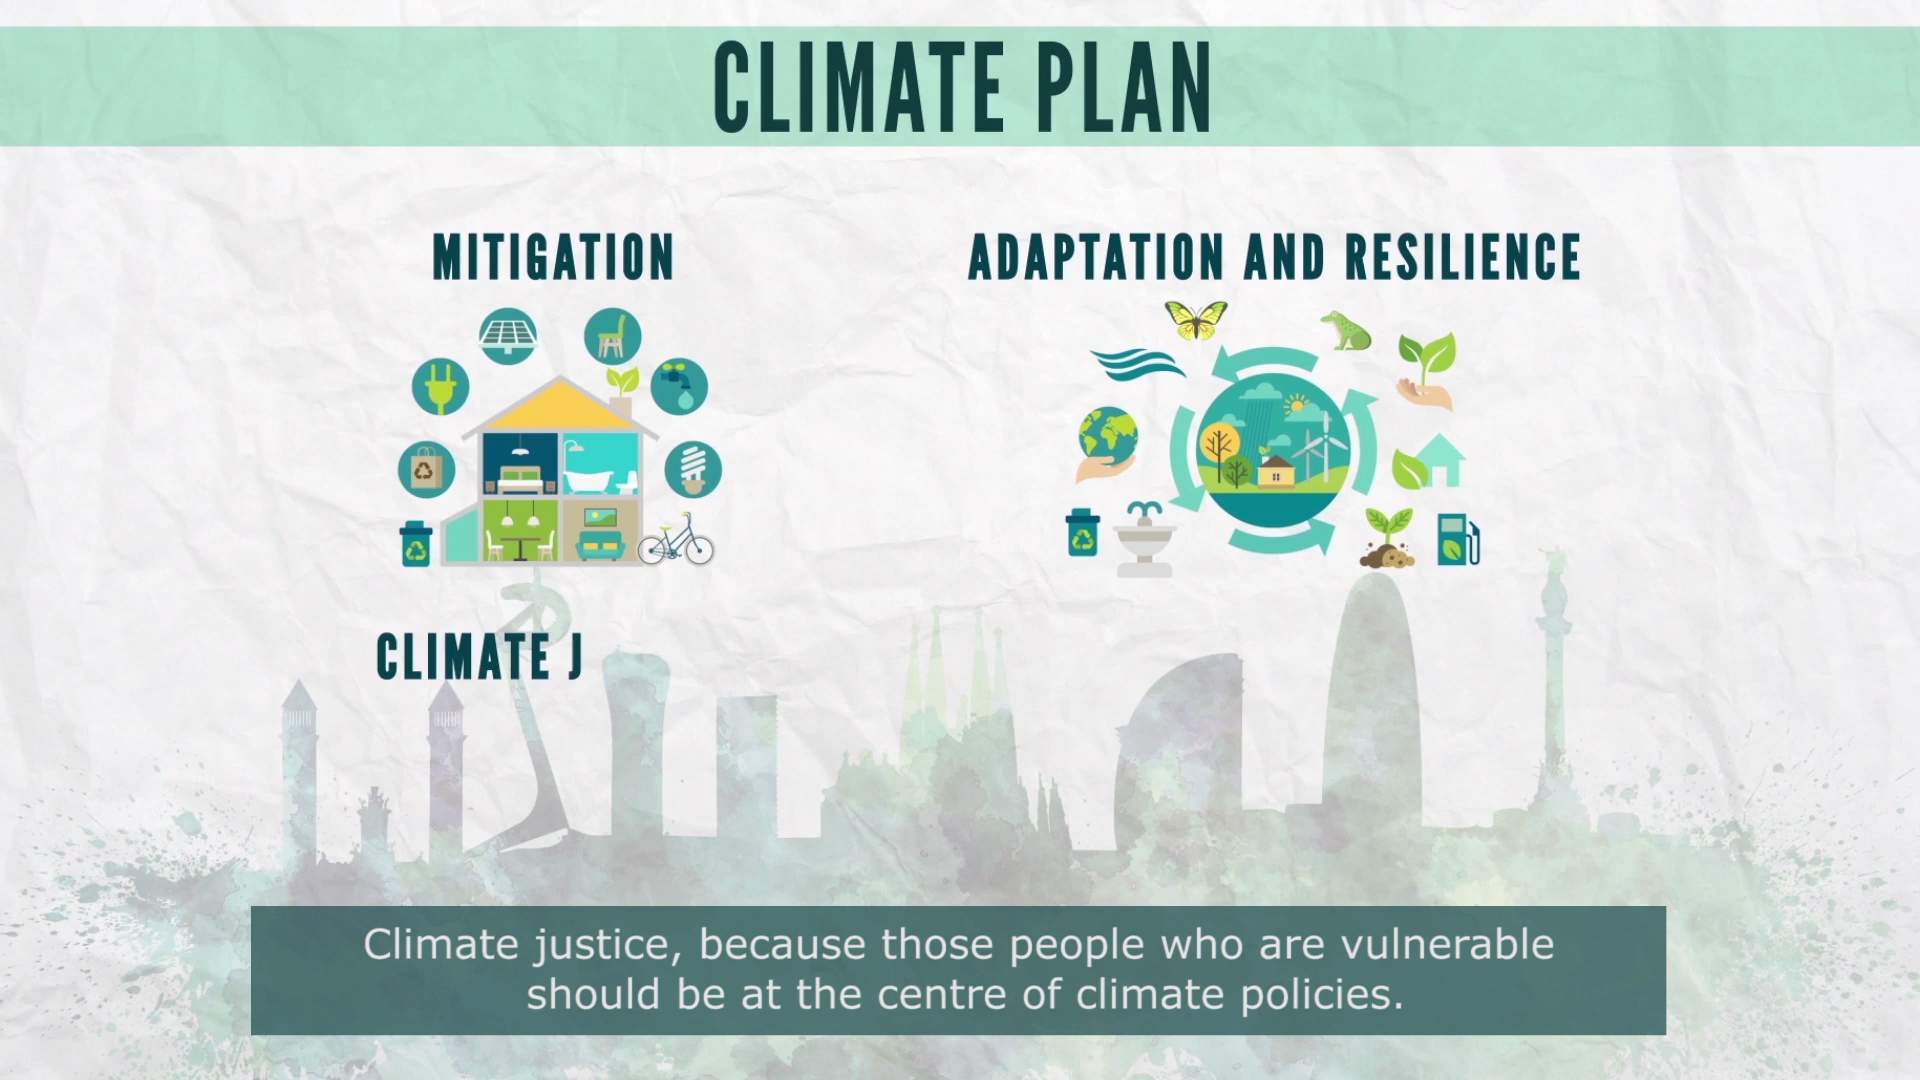 CLIMATE PLAN
MITIGATION
ADAPTATION AND RESILIENCE
CLIMATE J
Climate justice, because those people who are vulnerable
should be at the centre of climate policies.